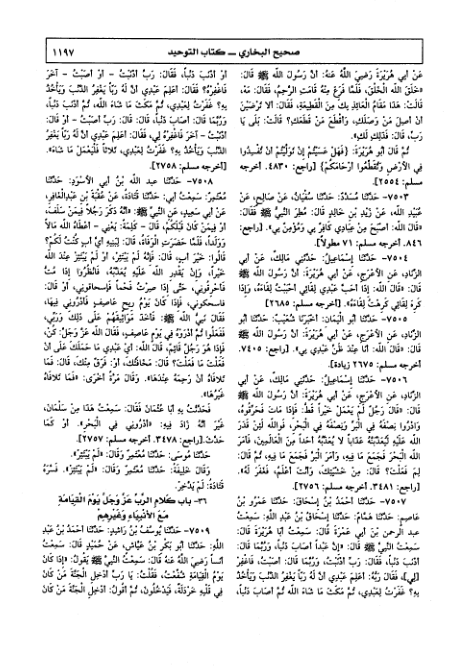 صحيح البخاري ــ كتاب التوحيد
١١٩٧
عَنْ أَبِي هُرَيْرَةَ رَضِيَ اللَّهُ عَنْهُ: أَنَّ رَسُولَ اللَّهِ ﷺ قَالَ:
«خَلَقَ اللَّهُ الْخَلْقَ، فَلَمَّا فَرَغَ مِنْهُ قَامَتِ الرَّحِمُ، فَقَالَ: مَهْ،
قَالَتْ: هَذَا مَقَامُ الْعَائِذِ بِكَ مِنَ الْقَطِيعَةِ، فَقَالَ: أَلَا تَرْضَيْنَ
أَنْ أَصِلَ مَنْ وَصَلَكِ، وَأَقْطَعَ مَنْ قَطَعَكِ؟ قَالَتْ: بَلَى يَا
رَبِّ، قَالَ: فَذَلِكِ لَكِ».
ثُمَّ قَالَ أَبُو هُرَيْرَةَ: ﴿فَهَلْ عَسَيْتُمْ إِنْ تَوَلَّيْتُمْ أَنْ تُفْسِدُوا
فِي الْأَرْضِ وَتُقَطِّعُوا أَرْحَامَكُمْ﴾ [راجع: ٤٨٣٠. أخرجه
مسلم: ٢٥٥٤].
٧٥٠٣- حَدَّثَنَا مُسَدَّدٌ: حَدَّثَنَا سُفْيَانُ، عَنْ صَالِحٍ، عَنْ
عُبَيْدِ اللَّهِ، عَنْ زَيْدِ بْنِ خَالِدٍ قَالَ: مُطِرَ النَّبِيُّ ﷺ فَقَالَ:
«قَالَ اللَّهُ: أَصْبَحَ مِنْ عِبَادِي كَافِرٌ بِي وَمُؤْمِنٌ بِي». [راجع:
٨٤٦. أخرجه مسلم: ٧١ مطولاً].
٧٥٠٤- حَدَّثَنَا إِسْمَاعِيلُ: حَدَّثَنِي مَالِكٌ، عَنْ أَبِي
الزِّنَادِ، عَنِ الْأَعْرَجِ، عَنْ أَبِي هُرَيْرَةَ: أَنَّ رَسُولَ اللَّهِ ﷺ
قَالَ: «قَالَ اللَّهُ: إِذَا أَحَبَّ عَبْدِي لِقَائِي أَحْبَبْتُ لِقَاءَهُ، وَإِذَا
كَرِهَ لِقَائِي كَرِهْتُ لِقَاءَهُ». [أخرجه مسلم: ٢٦٨٥].
٧٥٠٥- حَدَّثَنَا أَبُو الْيَمَانِ: أَخْبَرَنَا شُعَيْبٌ: حَدَّثَنَا أَبُو
الزِّنَادِ، عَنِ الْأَعْرَجِ، عَنْ أَبِي هُرَيْرَةَ: أَنَّ رَسُولَ اللَّهِ ﷺ
قَالَ: «قَالَ اللَّهُ: أَنَا عِنْدَ ظَنِّ عَبْدِي بِي». [راجع: ٧٤٠٥.
أخرجه مسلم: ٢٦٧٥ زيادة].
٧٥٠٦- حَدَّثَنَا إِسْمَاعِيلُ: حَدَّثَنِي مَالِكٌ، عَنْ أَبِي
الزِّنَادِ، عَنِ الْأَعْرَجِ، عَنْ أَبِي هُرَيْرَةَ: أَنَّ رَسُولَ اللَّهِ ﷺ
قَالَ: «قَالَ رَجُلٌ لَمْ يَعْمَلْ خَيْرًا قَطُّ: فَإِذَا مَاتَ فَحَرِّقُوهُ،
وَاذْرُوا نِصْفَهُ فِي الْبَرِّ وَنِصْفَهُ فِي الْبَحْرِ، فَوَاللَّهِ لَئِنْ قَدَرَ
اللَّهُ عَلَيْهِ لَيُعَذِّبَنَّهُ عَذَابًا لَا يُعَذِّبُهُ أَحَدًا مِنَ الْعَالَمِينَ، فَأَمَرَ
اللَّهُ الْبَحْرَ فَجَمَعَ مَا فِيهِ، وَأَمَرَ الْبَرَّ فَجَمَعَ مَا فِيهِ، ثُمَّ قَالَ:
لِمَ فَعَلْتَ؟ قَالَ: مِنْ خَشْيَتِكَ، وَأَنْتَ أَعْلَمُ، فَغَفَرَ لَهُ».
[راجع: ٣٤٨١. أخرجه مسلم: ٢٧٥٦].
٧٥٠٧- حَدَّثَنَا أَحْمَدُ بْنُ إِسْحَاقَ: حَدَّثَنَا عَمْرُو بْنُ
عَاصِمٍ: حَدَّثَنَا هَمَّامٌ: حَدَّثَنَا إِسْحَاقُ بْنُ عَبْدِ اللَّهِ: سَمِعْتُ
عَبْدَ الرَّحْمَنِ بْنَ أَبِي عَمْرَةَ قَالَ: سَمِعْتُ أَبَا هُرَيْرَةَ قَالَ:
سَمِعْتُ النَّبِيَّ ﷺ قَالَ: «إِنَّ عَبْدًا أَصَابَ ذَنْبًا، وَرُبَّمَا قَالَ:
أَذْنَبَ ذَنْبًا، فَقَالَ: رَبِّ أَذْنَبْتُ، وَرُبَّمَا قَالَ: أَصَبْتُ، فَاغْفِرْ
[لِي]، فَقَالَ رَبُّهُ: أَعَلِمَ عَبْدِي أَنَّ لَهُ رَبًّا يَغْفِرُ الذَّنْبَ وَيَأْخُذُ
بِهِ؟ غَفَرْتُ لِعَبْدِي، ثُمَّ مَكَثَ مَا شَاءَ اللَّهُ ثُمَّ أَصَابَ ذَنْبًا،
أَوْ أَذْنَبَ ذَنْبًا، فَقَالَ: رَبِّ أَذْنَبْتُ - أَوْ أَصَبْتُ - آخَرَ
فَاغْفِرْهُ؟ فَقَالَ: أَعَلِمَ عَبْدِي أَنَّ لَهُ رَبًّا يَغْفِرُ الذَّنْبَ وَيَأْخُذُ
بِهِ؟ غَفَرْتُ لِعَبْدِي، ثُمَّ مَكَثَ مَا شَاءَ اللَّهُ، ثُمَّ أَذْنَبَ ذَنْبًا،
وَرُبَّمَا قَالَ: أَصَابَ ذَنْبًا، قَالَ: قَالَ: رَبِّ أَصَبْتُ - أَوْ قَالَ:
أَذْنَبْتُ - آخَرَ فَاغْفِرْهُ لِي، فَقَالَ: أَعَلِمَ عَبْدِي أَنَّ لَهُ رَبًّا يَغْفِرُ
الذَّنْبَ وَيَأْخُذُ بِهِ؟ غَفَرْتُ لِعَبْدِي ثَلَاثًا فَلْيَعْمَلْ مَا شَاءَ».
[أخرجه مسلم: ٢٧٥٨].
٧٥٠٨- حَدَّثَنَا عبد اللَّه بْنُ أَبِي الأَسْوَدِ: حَدَّثَنَا
مُعْتَمِرٌ: سَمِعْتُ أَبِي: حَدَّثَنَا قَتَادَةُ، عَنْ عُقْبَةَ بْنِ عَبْدِالْغَافِرِ،
عَنْ أَبِي سَعِيدٍ، عَنِ النَّبِيِّ ﷺ: «أَنَّهُ ذَكَرَ رَجُلًا فِيمَنْ سَلَفَ،
أَوْ فِيمَنْ كَانَ قَبْلَكُمْ، قَالَ - كَلِمَةً: يَعْنِي - أَعْطَاهُ اللَّهُ مَالًا
وَوَلَدًا، فَلَمَّا حَضَرَتِ الْوَفَاةُ، قَالَ: لِبَنِيهِ أَيَّ أَبٍ كُنْتُ لَكُمْ؟
قَالُوا: خَيْرَ أَبٍ، قَالَ: فَإِنَّهُ لَمْ يَبْتَئِرْ، أَوْ لَمْ يَبْتَئِزْ عِنْدَ اللَّهِ
خَيْرًا، وَإِنْ يَقْدِرِ اللَّهُ عَلَيْهِ يُعَذِّبْهُ، فَانْظُرُوا إِذَا مُتُّ
فَأَحْرِقُونِي، حَتَّى إِذَا صِرْتُ فَحْمًا فَاسْحَقُونِي، أَوْ قَالَ:
فاسحكوني، فَإِذَا كَانَ يَوْمُ رِيحٍ عَاصِفٍ فَأَذْرُونِي فِيهَا،
فَقَالَ نَبِيُّ اللَّهِ ﷺ: فَأَخَذَ مَوَاثِيقَهُمْ عَلَى ذَلِكَ وَرَبِّي،
فَفَعَلُوا ثُمَّ أَذْرَوْهُ فِي يَوْمٍ عَاصِفٍ، فَقَالَ اللَّهُ عَزَّ وَجَلَّ: كُنْ،
فَإِذَا هُوَ رَجُلٌ قَائِمٌ، قَالَ اللَّهُ: أَيْ عَبْدِي مَا حَمَلَكَ عَلَى أَنْ
فَعَلْتَ مَا فَعَلْتَ؟ قَالَ: مَخَافَتُكَ، أَوْ: فَرَقٌ مِنْكَ، قَالَ: فَمَا
تَلَافَاهُ أَنْ رَحِمَهُ عِنْدَهَا». وَقَالَ مَرَّةً أُخْرَى: «فَمَا تَلَافَاهُ
غَيْرُهَا».
فَحَدَّثْتُ بِهِ أَبَا عُثْمَانَ فَقَالَ: سَمِعْتُ هَذَا مِنْ سَلْمَانَ،
غَيْرَ أَنَّهُ زَادَ فِيهِ: «اذْرُونِي فِي الْبَحْرِ». أَوْ كَمَا
حَدَّثَ. [راجع: ٣٤٧٨. أخرجه مسلم: ٢٧٥٧].
حَدَّثَنَا مُوسَى: حَدَّثَنَا مُعْتَمِرٌ وَقَالَ: «لَمْ يَبْتَئِرْ».
وَقَالَ خَلِيفَةُ: حَدَّثَنَا مُعْتَمِرٌ وَقَالَ: «لَمْ يَبْتَئِزْ». فَسَّرَهُ
قَتَادَةُ: لَمْ يَدَّخِرْ.
٣٦- باب كَلامِ الرَّبِّ عَزَّ وَجَلَّ يَوْمَ الْقِيَامَةِ
مَعَ الأَنْبِيَاءِ وَغَيْرِهِمْ
٧٥٠٩- حَدَّثَنَا يُوسُفُ بْنُ رَاشِدٍ: حَدَّثَنَا أَحْمَدُ بْنُ عَبْدِ
اللَّهِ: حَدَّثَنَا أَبُو بَكْرِ بْنُ عَيَّاشٍ، عَنْ حُمَيْدٍ قَالَ: سَمِعْتُ
أَنَسًا رَضِيَ اللَّهُ عَنْهُ قَالَ: سَمِعْتُ النَّبِيَّ ﷺ يَقُولُ: «إِذَا كَانَ
يَوْمُ الْقِيَامَةِ شُفِّعْتُ، فَقُلْتُ: يَا رَبِّ أَدْخِلِ الْجَنَّةَ مَنْ كَانَ
فِي قَلْبِهِ خَرْدَلَةٌ، فَيَدْخُلُونَ، ثُمَّ أَقُولُ: أَدْخِلِ الْجَنَّةَ مَنْ كَانَ